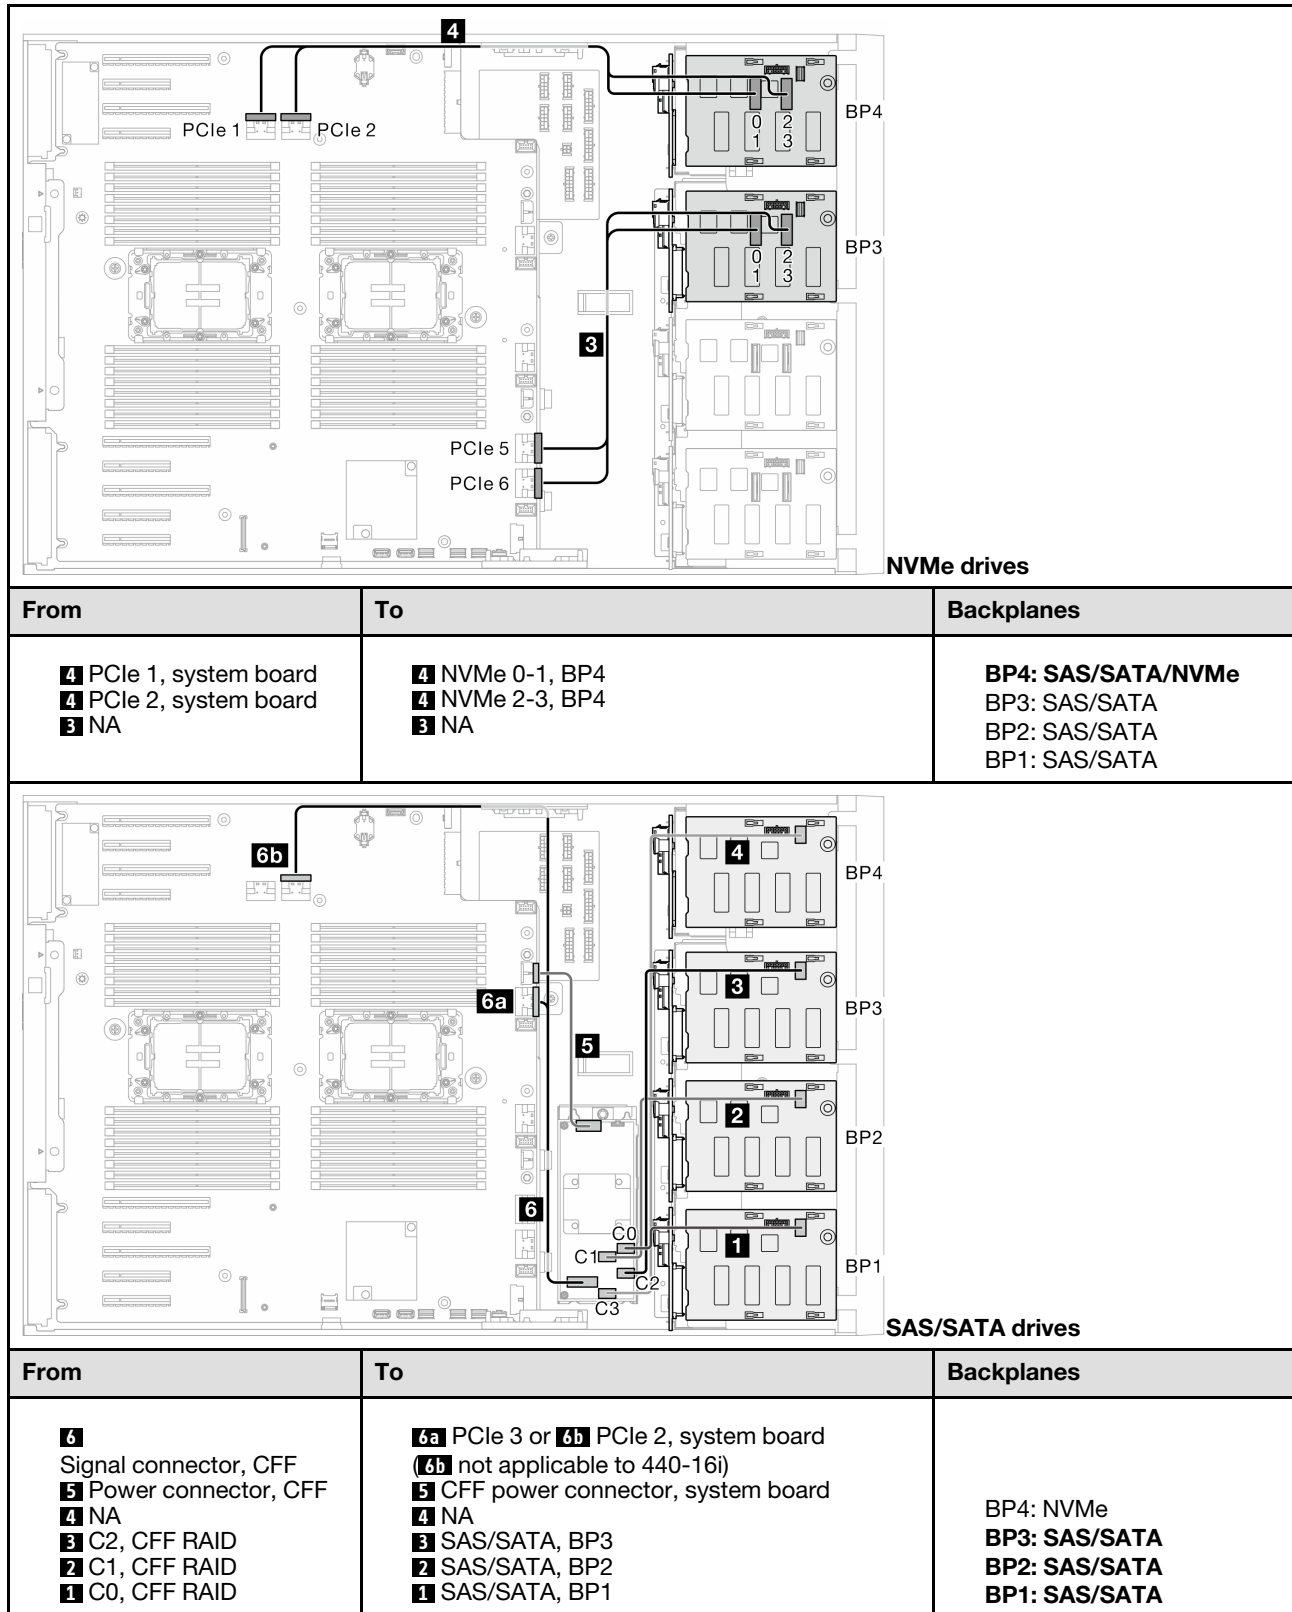 4
PCIe 1
PCIe 2
BP4
0 2
1 3
BP3
0 2
1 3
3
PCIe 5
PCIe 6
NVMe drives
From To Backplanes
4 PCIe 1, system board
4 PCIe 2, system board
3 NA
4 NVMe 0-1, BP4
4 NVMe 2-3, BP4
3 NA
BP4: SAS/SATA/NVMe
BP3: SAS/SATA
BP2: SAS/SATA
BP1: SAS/SATA
6b
4
BP4
6a
3
BP3
5
2
BP2
6
C0
C1
1
C2
BP1
C3
SAS/SATA drives
From To Backplanes
6
Signal connector, CFF
5 Power connector, CFF
4 NA
3 C2, CFF RAID
2 C1, CFF RAID
1 C0, CFF RAID
6a PCIe 3 or 6b PCIe 2, system board
(6b not applicable to 440-16i)
5 CFF power connector, system board
4 NA
3 SAS/SATA, BP3
2 SAS/SATA, BP2
1 SAS/SATA, BP1
BP4: NVMe
BP3: SAS/SATA
BP2: SAS/SATA
BP1: SAS/SATA